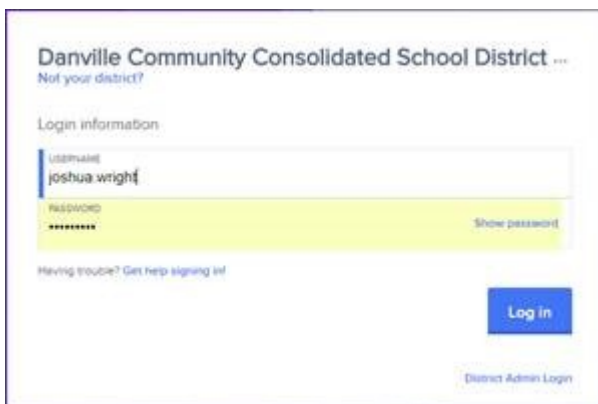 Danville Community Consolidated School District ...
Not your district?
Login information
USERNAME
joshua.wright
PASSWORD
•••••••••
Show password
Having trouble? Get help signing in!
Log in
District Admin Login